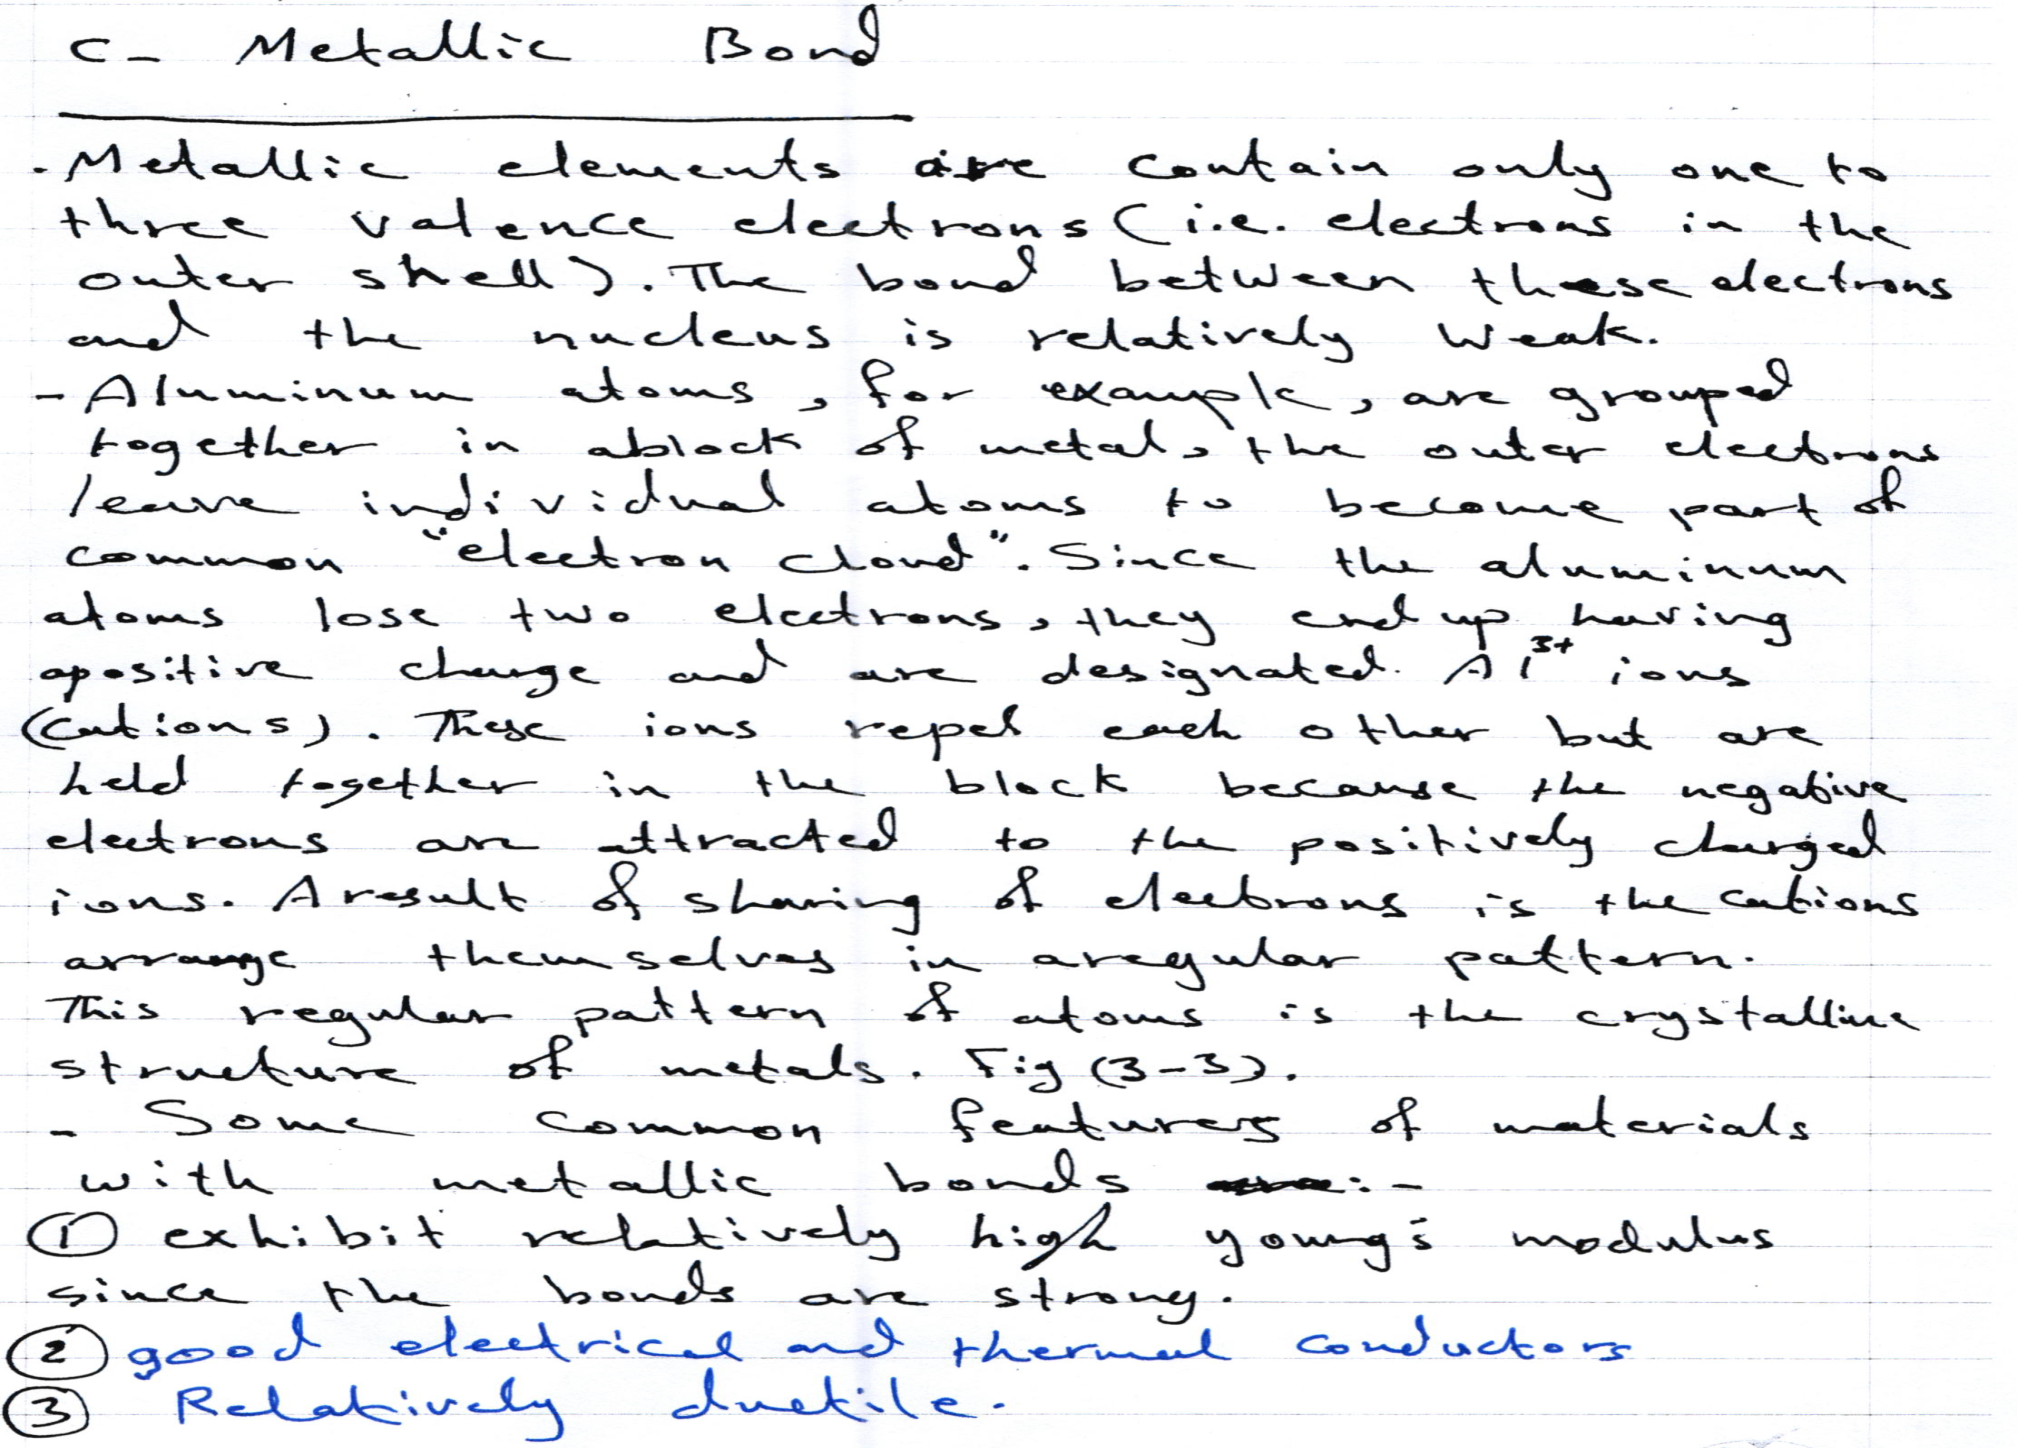 C- Metallic Bond
. Metallic elements are contain only one to
three valence electrons (i.e. electrons in the
outer shell). The bond between these electrons
and the nucleus is relatively weak.
- Aluminum atoms, for example, are grouped
together in ablock of metal, the outer electrons
leave individual atoms to become part of
common "electron cloud". Since the aluminum
atoms lose two electrons, they end up having
apositive charge and are designated. Al³⁺ ions
(cations). These ions repel each other but are
held together in the block because the negative
electrons are attracted to the positively charged
ions. A result of sharing of electrons is the cations
arrange themselves in aregular pattern.
This regular pattern of atoms is the crystalline
structure of metals. Fig (3-3).
- Some common features of materials
with metallic bonds :-
① exhibit relatively high young's modulus
since the bonds are strong.
② good electrical and thermal conductors
③ Relatively ductile.